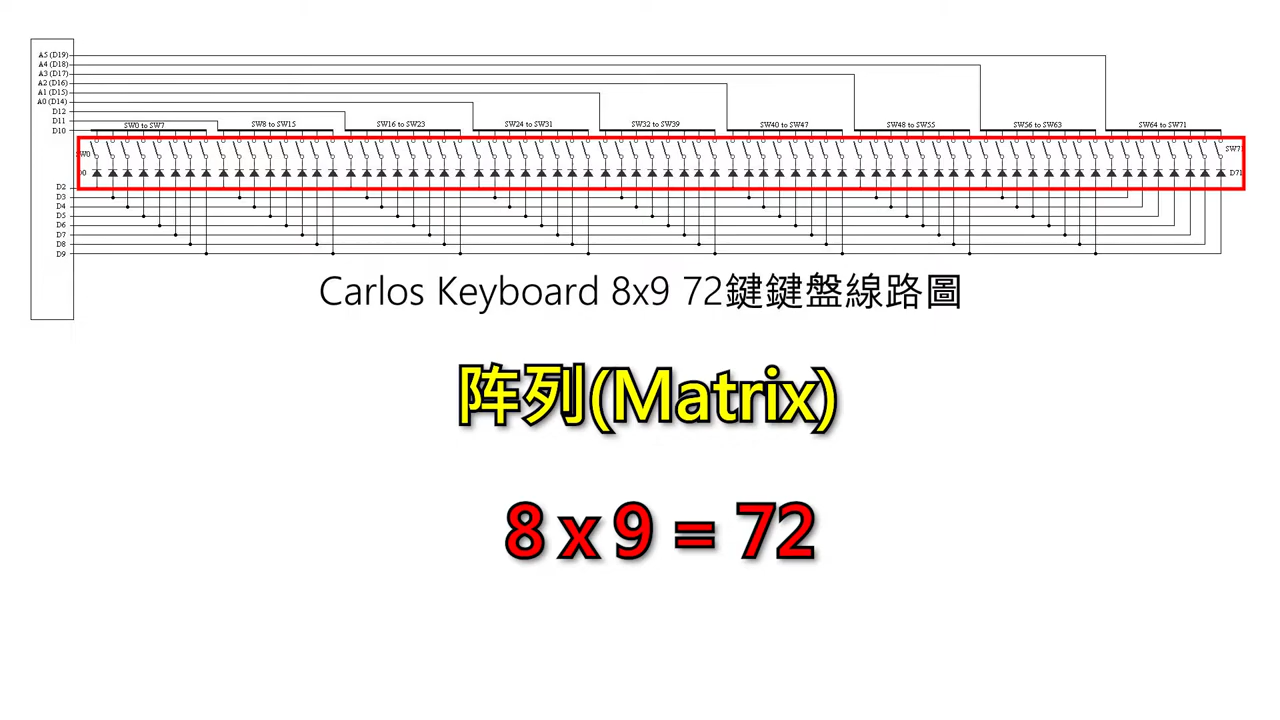 A5 (D19)
A4 (D18)
A3 (D17)
A2 (D16)
A1 (D15)
A0 (D14)
D12
D11
D10
SW0 to SW7 SW8 to SW15 SW16 to SW23 SW24 to SW31 SW32 to SW39 SW40 to SW47 SW48 to SW55 SW56 to SW63 SW64 to SW71
SW0
D71
D2
D3
D4
D5
D6
D7
D8
D9
Carlos Keyboard 8x9 72鍵鍵盤線路圖
阵列(Matrix)
8 x 9 = 72